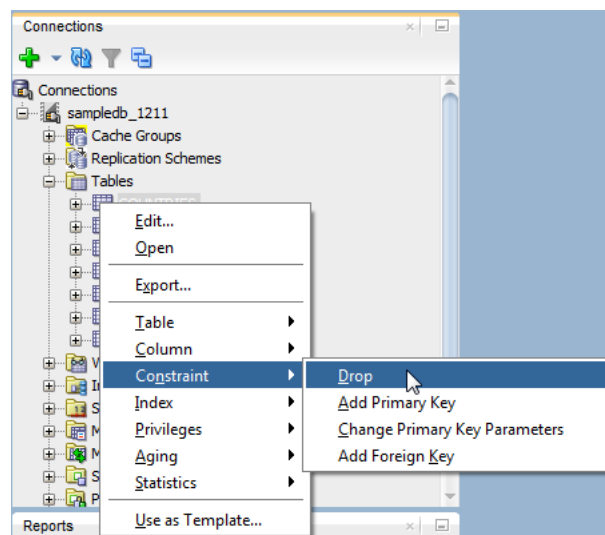 Connections
Connections
sampledb_1211
Cache Groups
Replication Schemes
Tables
COUNTRIES
Edit...
Open
Export...
Table
Column
Constraint
Index
Privileges
Aging
Statistics
Use as Template...
Drop
Add Primary Key
Change Primary Key Parameters
Add Foreign Key
V
I
S
M
M
S
P
Reports